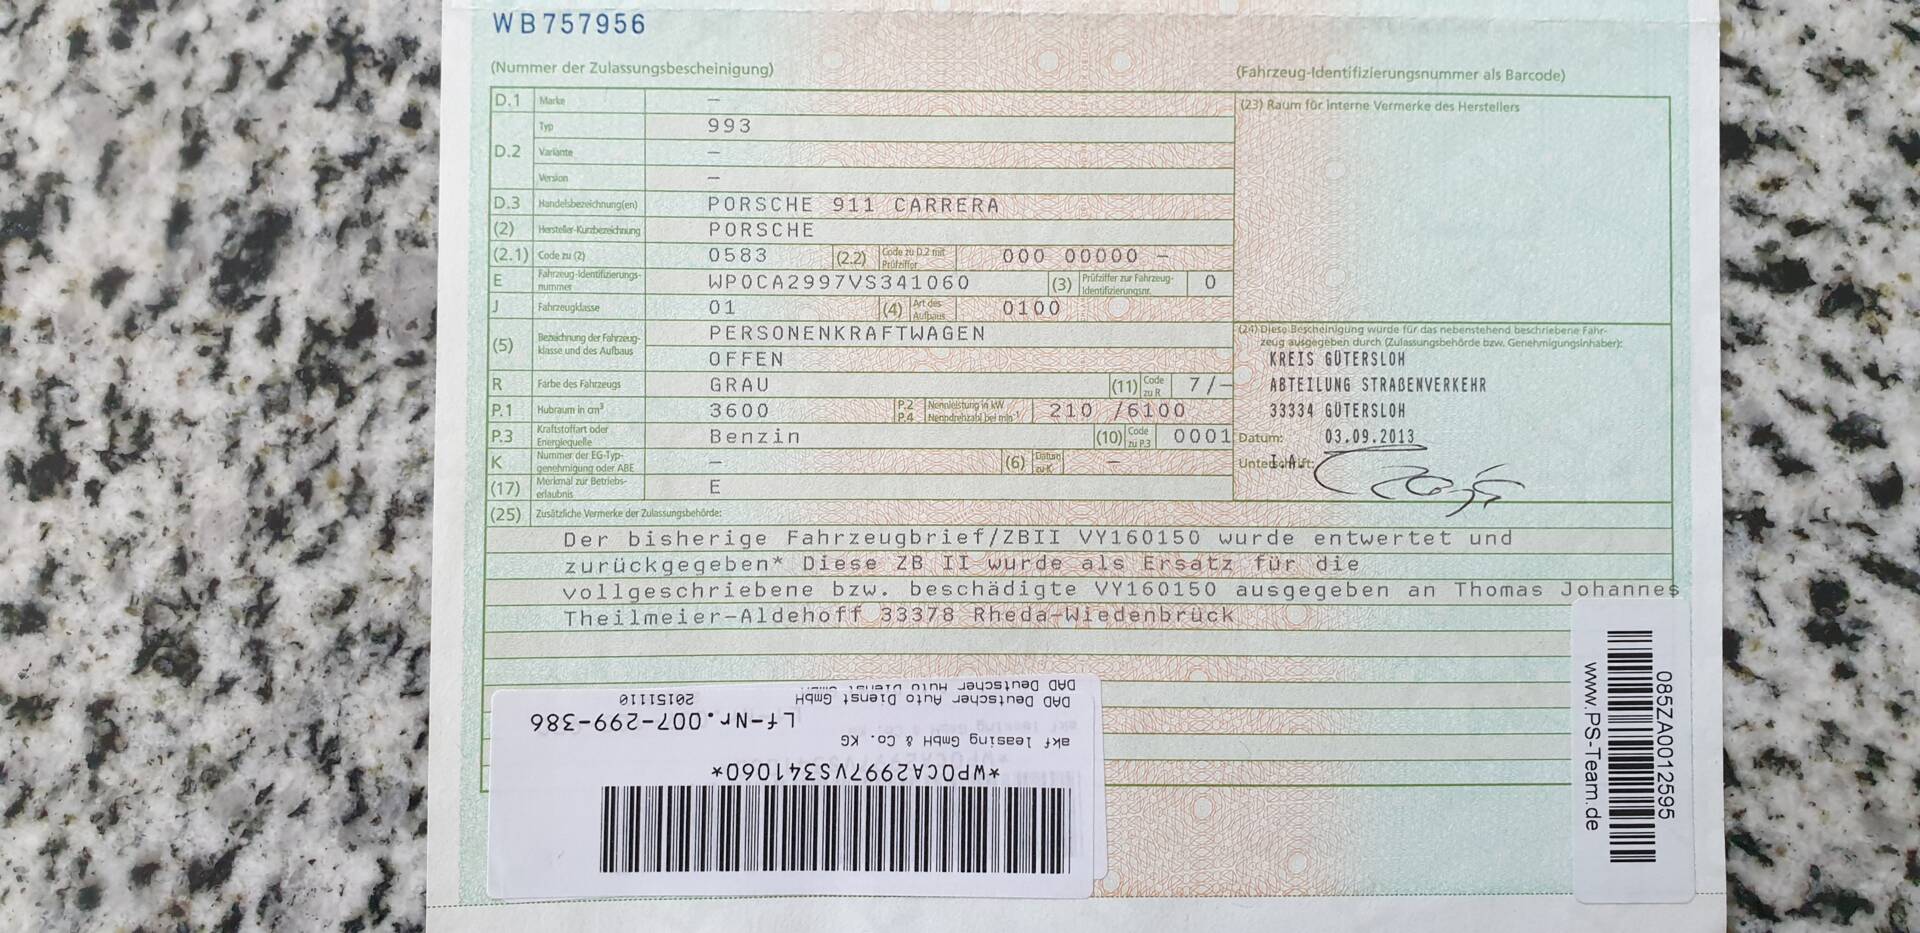 WB757956
(Nummer der Zulassungsbescheinigung)
(Fahrzeug-Identifizierungsnummer als Barcode)
D.1 Marke –
(23) Raum für interne Vermerke des Herstellers
D.2 Typ 993
Variante –
Version –
D.3 Handelsbezeichnung(en) PORSCHE 911 CARRERA
(2) Hersteller-Kurzbezeichnung PORSCHE
(2.1) Code zu (2) 0583 (2.2) Code zu D.2 mit Prüfziffer 000 00000 –
E Fahrzeug-Identifizierungsnummer WP0CA2997VS341060 (3) Prüfziffer zur Fahrzeug-Identifizierungsnr. 0
J Fahrzeugklasse 01 (4) Art des Aufbaus 0100
(5) Bezeichnung der Fahrzeugklasse und des Aufbaus PERSONENKRAFTWAGEN
OFFEN
R Farbe des Fahrzeugs GRAU (11) Code zu R 7 /–
P.1 Hubraum in cm³ 3600 P.2 P.4 Nennleistung in kW Nenndrehzahl bei min⁻¹ 210 /6100
P.3 Kraftstoffart oder Energiequelle Benzin (10) Code zu P.3 0001
K Nummer der EG-Typgenehmigung oder ABE – (6) Datum zu K –
(17) Merkmal zur Betriebserlaubnis E
(24) Diese Bescheinigung wurde für das nebenstehend beschriebene Fahr-
zeug ausgegeben durch (Zulassungsbehörde bzw. Genehmigungsinhaber):
KREIS GÜTERSLOH
ABTEILUNG STRAßENVERKEHR
33334 GÜTERSLOH
Datum: 03.09.2013
Unterschrift: I.A.
(25) Zusätzliche Vermerke der Zulassungsbehörde:
Der bisherige Fahrzeugbrief/ZBII VY160150 wurde entwertet und
zurückgegeben* Diese ZB II wurde als Ersatz für die
vollgeschriebene bzw. beschädigte VY160150 ausgegeben an Thomas Johannes
Theilmeier-Aldehoff 33378 Rheda-Wiedenbrück
*WP0CA2997VS341060*
akf leasing GmbH & Co. KG
Lf-Nr. 007-299-386
DAD Deutscher Auto Dienst GmbH 20151110
DAD Deutscher Auto Dienst GmbH
085ZA0012595
www.PS-Team.de